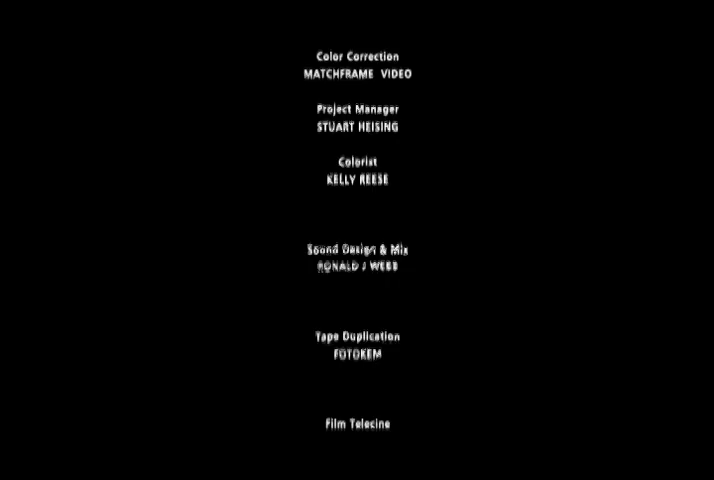 Color Correction
MATCHFRAME VIDEO
Project Manager
STUART HEISING
Colorist
KELLY REESE
Sound Design & Mix
RONALD J WEBB
Tape Duplication
FOTOKEM
Film Telecine